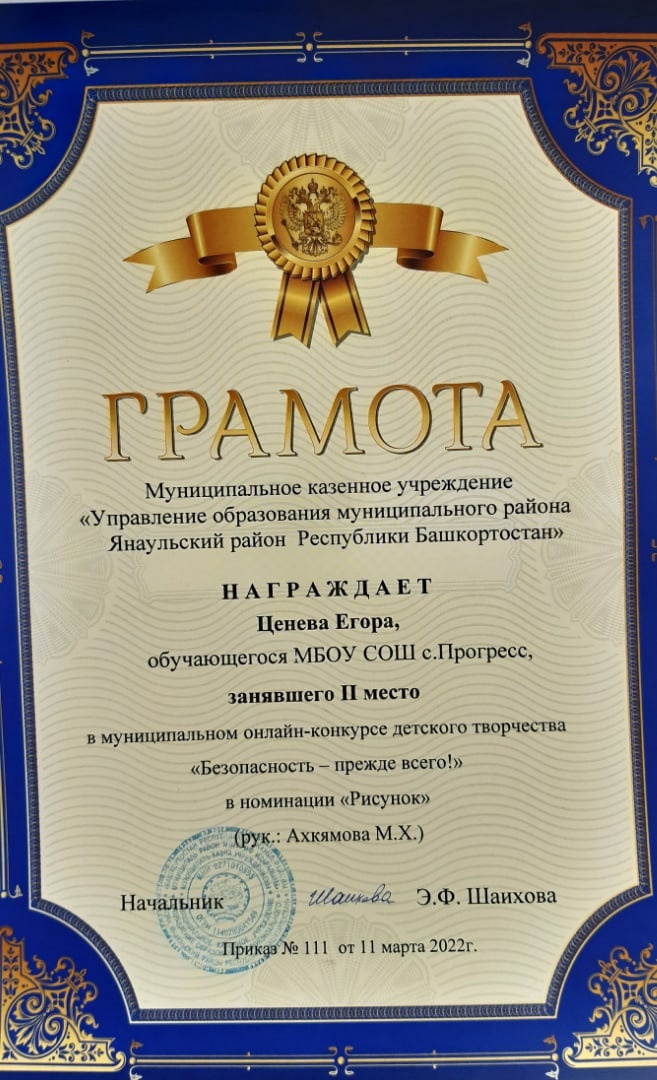 ГРАМОТА
Муниципальное казенное учреждение
«Управление образования муниципального района
Янаульский район Республики Башкортостан»
НАГРАЖДАЕТ
Ценева Егора,
обучающегося МБОУ СОШ с.Прогресс,
занявшего II место
в муниципальном онлайн-конкурсе детского творчества
«Безопасность – прежде всего!»
в номинации «Рисунок»
(рук.: Ахкямова М.Х.)
Начальник Шаихова Э.Ф. Шаихова
Приказ № 111 от 11 марта 2022г.